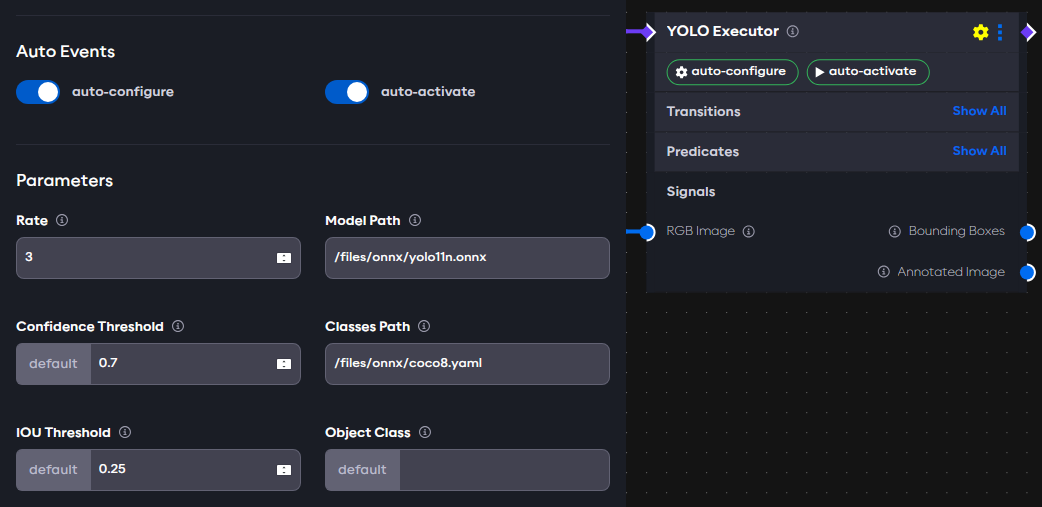 Auto Events
auto-configure
auto-activate
Parameters
Rate
Model Path
3
/files/onnx/yolo11n.onnx
Confidence Threshold
Classes Path
default 0.7
/files/onnx/coco8.yaml
IOU Threshold
Object Class
default 0.25
default
YOLO Executor
auto-configure auto-activate
Transitions Show All
Predicates Show All
Signals
RGB Image Bounding Boxes
Annotated Image